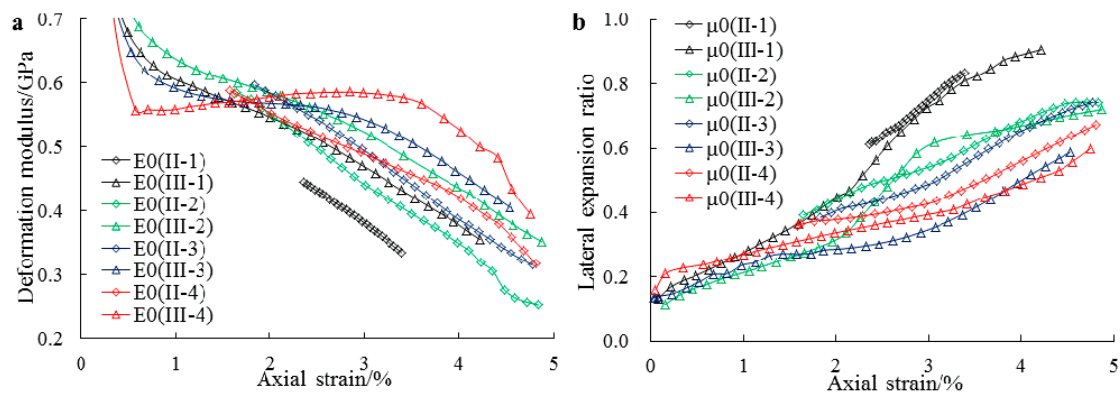 a
Deformation modulus/GPa
0.7
0.6
0.5
0.4
0.3
0.2
0
1
2
3
4
5
Axial strain/%
E0(II-1)
E0(III-1)
E0(II-2)
E0(III-2)
E0(II-3)
E0(III-3)
E0(II-4)
E0(III-4)
b
Lateral expansion ratio
1.0
0.8
0.6
0.4
0.2
0.0
0
1
2
3
4
5
Axial strain/%
μ0(II-1)
μ0(III-1)
μ0(II-2)
μ0(III-2)
μ0(II-3)
μ0(III-3)
μ0(II-4)
μ0(III-4)